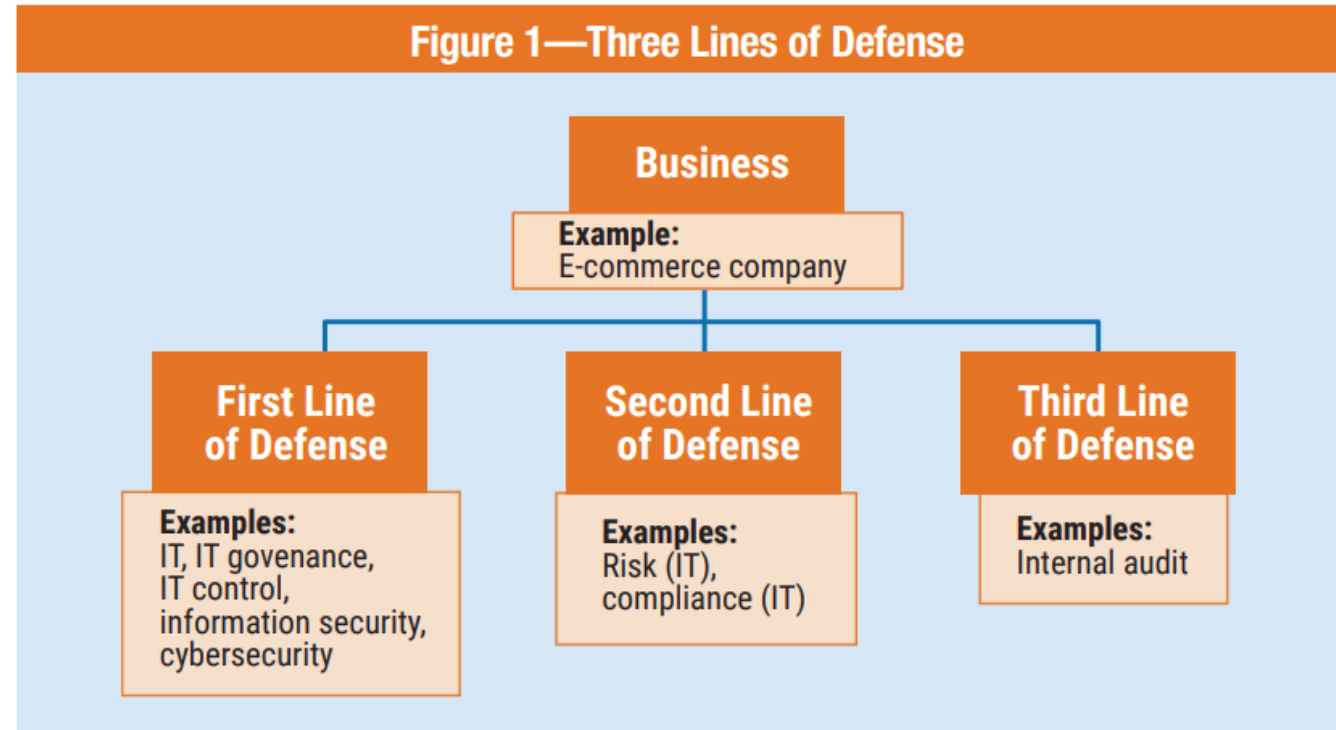 Figure 1—Three Lines of Defense
Business
Example:
E-commerce company
First Line
of Defense
Examples:
IT, IT govenance,
IT control,
information security,
cybersecurity
Second Line
of Defense
Examples:
Risk (IT),
compliance (IT)
Third Line
of Defense
Examples:
Internal audit